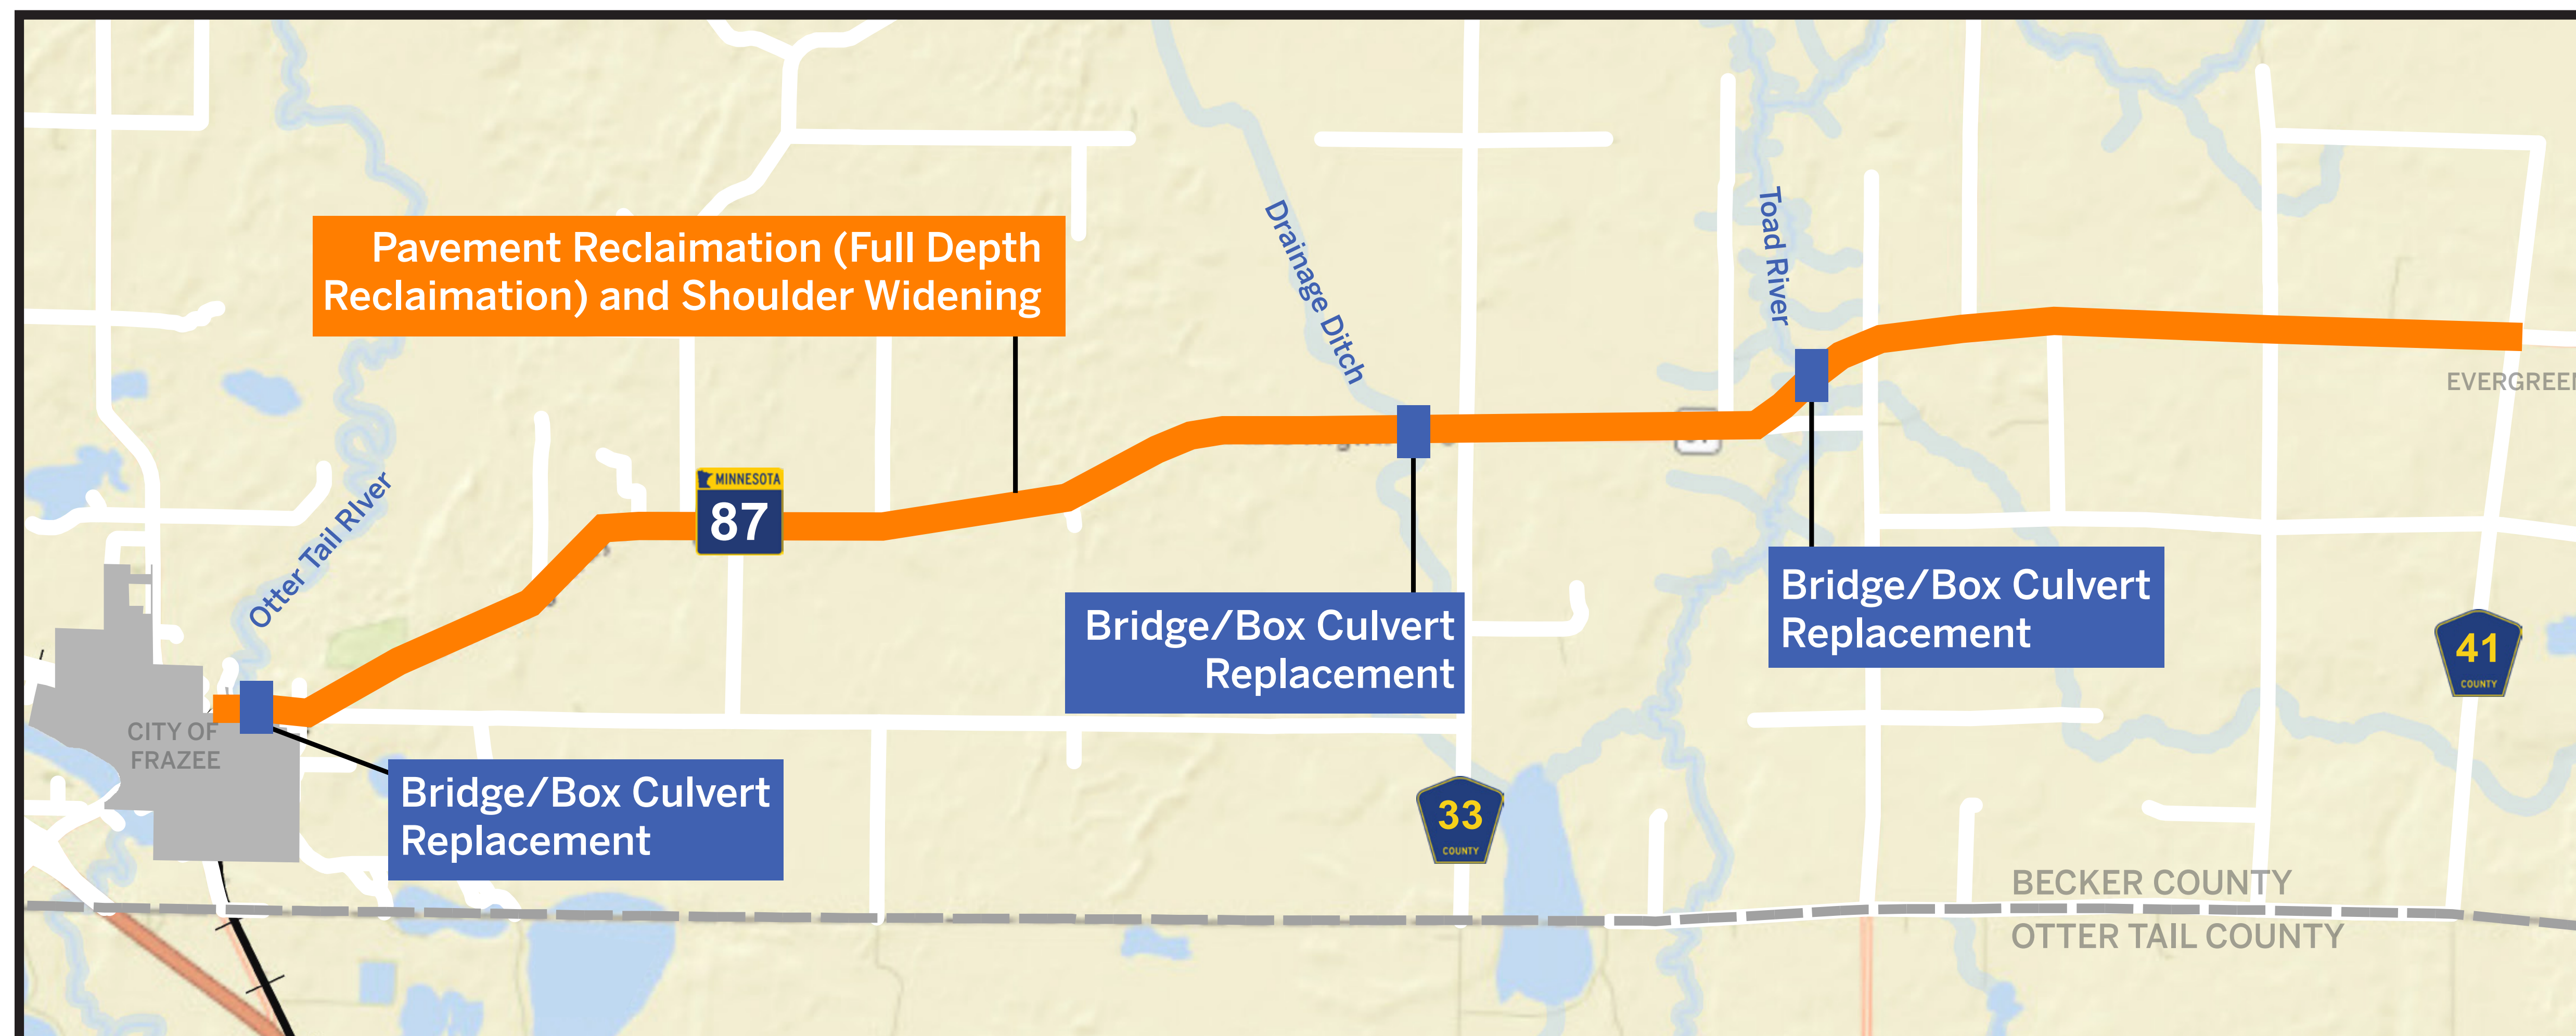 Drainage Ditch
Toad River
Pavement Reclaimation (Full Depth
Reclaimation) and Shoulder Widening
EVERGREEN
Otter Tail RIver
MINNESOTA
87
Bridge/Box Culvert
Replacement
Bridge/Box Culvert
Replacement
41
COUNTY
CITY OF
FRAZEE
Bridge/Box Culvert
Replacement
33
COUNTY
BECKER COUNTY
OTTER TAIL COUNTY